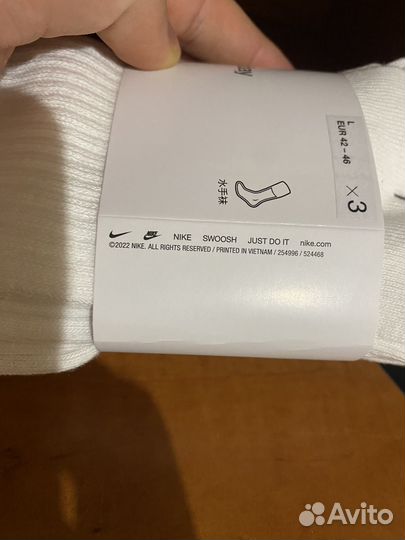 L
EUR 42 – 46
×3
水手袜
NIKE SWOOSH JUST DO IT nike.com
©2022 NIKE. ALL RIGHTS RESERVED / PRINTED IN VIETNAM / 254996 / 524468
Avito